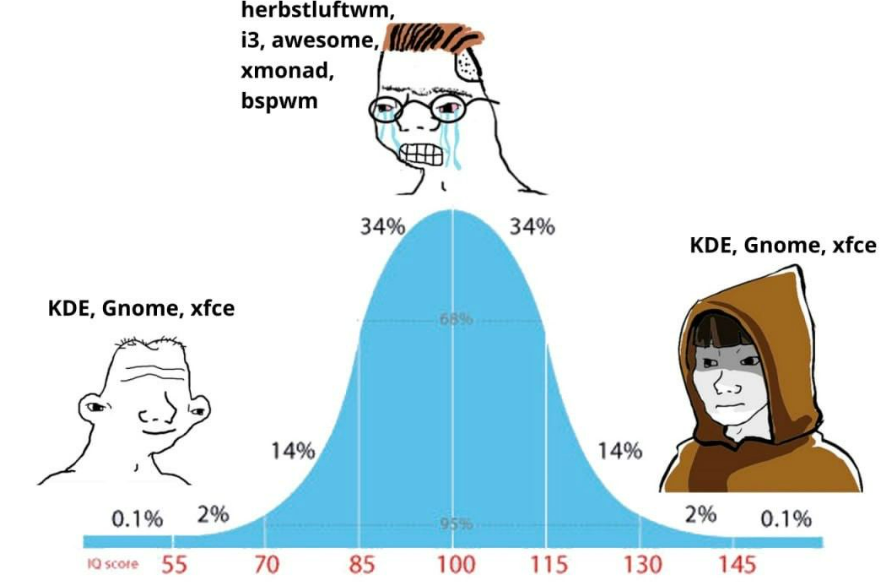 herbstluftwm,
i3, awesome,
xmonad,
bspwm
34% 34%
KDE, Gnome, xfce
KDE, Gnome, xfce
68%
14% 14%
0.1% 2% 95% 2% 0.1%
IQ score 55 70 85 100 115 130 145